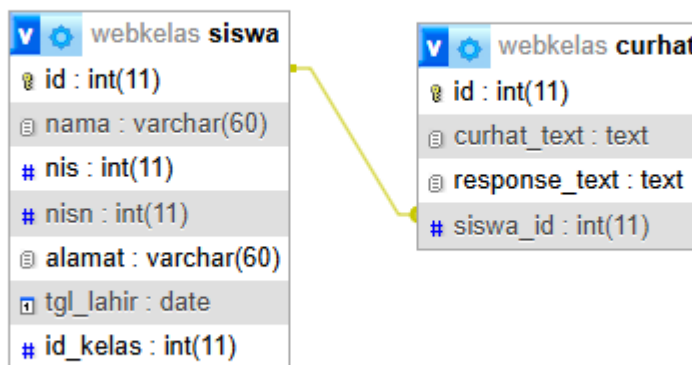 v webkelas siswa
id : int(11)
nama : varchar(60)
# nis : int(11)
# nisn : int(11)
alamat : varchar(60)
tgl_lahir : date
# id_kelas : int(11)
v webkelas curhat
id : int(11)
curhat_text : text
response_text : text
# siswa_id : int(11)